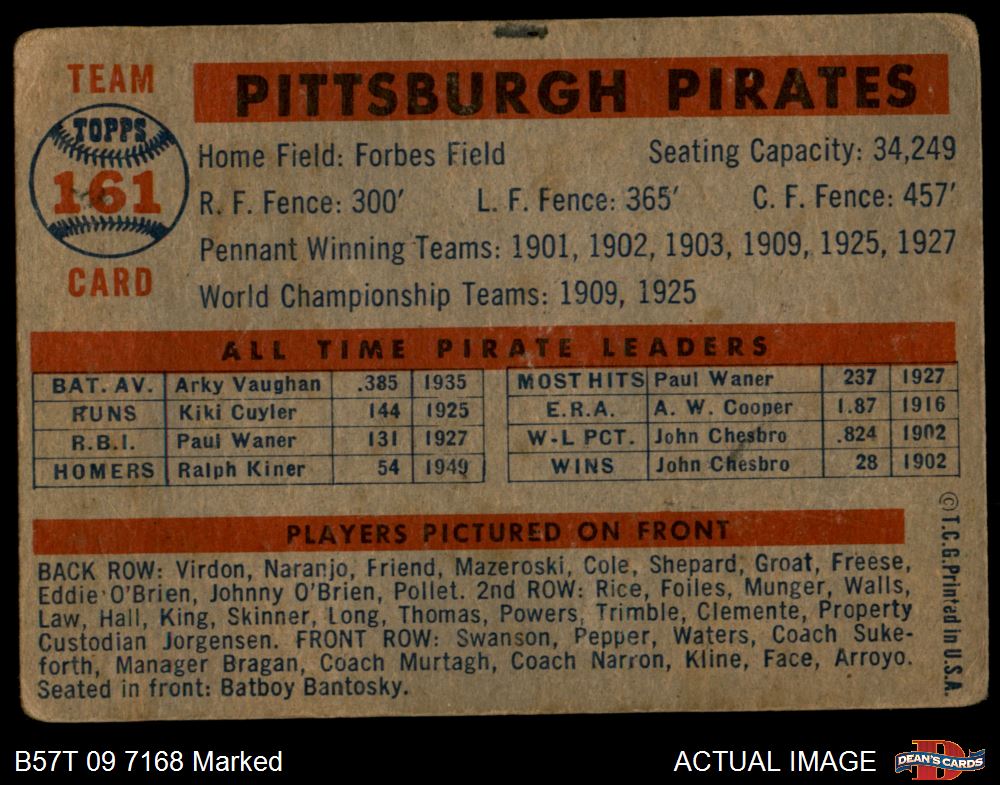 TEAM
TOPPS
161
CARD
PITTSBURGH PIRATES
Home Field: Forbes Field Seating Capacity: 34,249
R. F. Fence: 300′ L. F. Fence: 365′ C. F. Fence: 457′
Pennant Winning Teams: 1901, 1902, 1903, 1909, 1925, 1927
World Championship Teams: 1909, 1925
ALL TIME PIRATE LEADERS
BAT. AV. Arky Vaughan .385 1935
RUNS Kiki Cuyler 144 1925
R.B.I. Paul Waner 131 1927
HOMERS Ralph Kiner 54 1949
MOST HITS Paul Waner 237 1927
E.R.A. A. W. Cooper 1.87 1916
W-L PCT. John Chesbro .824 1902
WINS John Chesbro 28 1902
PLAYERS PICTURED ON FRONT
BACK ROW: Virdon, Naranjo, Friend, Mazeroski, Cole, Shepard, Groat, Freese,
Eddie O'Brien, Johnny O'Brien, Pollet. 2nd ROW: Rice, Foiles, Munger, Walls,
Law, Hall, King, Skinner, Long, Thomas, Powers, Trimble, Clemente, Property
Custodian Jorgensen. FRONT ROW: Swanson, Pepper, Waters, Coach Suke-
forth, Manager Bragan, Coach Murtagh, Coach Narron, Kline, Face, Arroyo.
Seated in front: Batboy Bantosky.
© T.C.G. Printed in U.S.A.
B57T 09 7168 Marked
ACTUAL IMAGE
D
DEAN'S CARDS